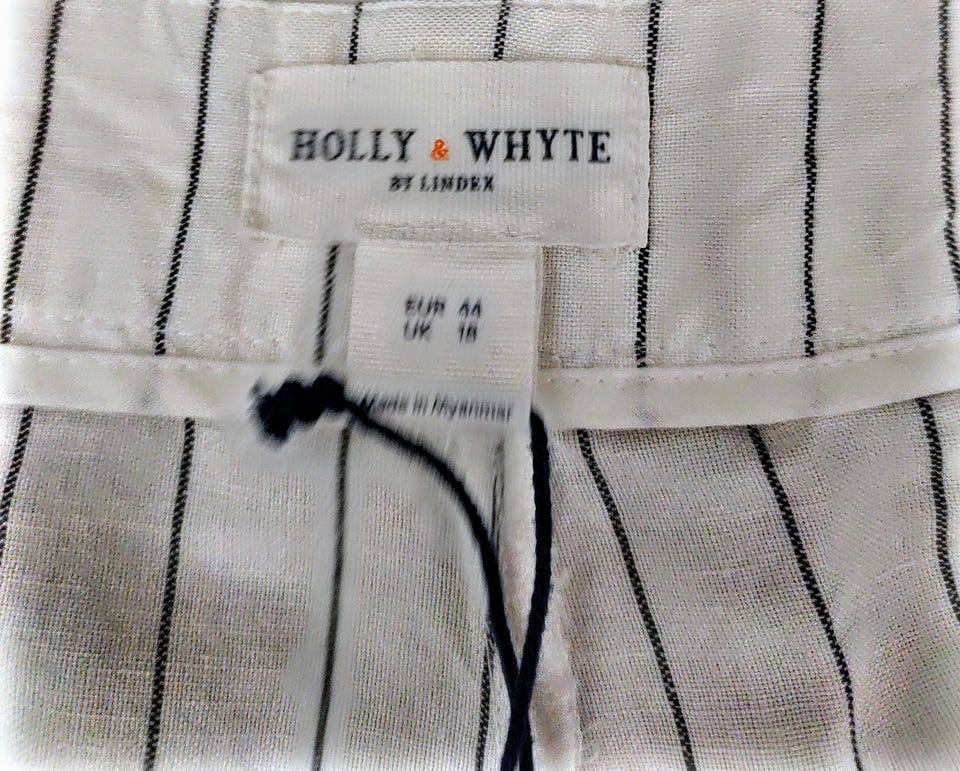 HOLLY & WHYTE
BY LINDEX
EUR 44
UK 18
Made in Myanmar